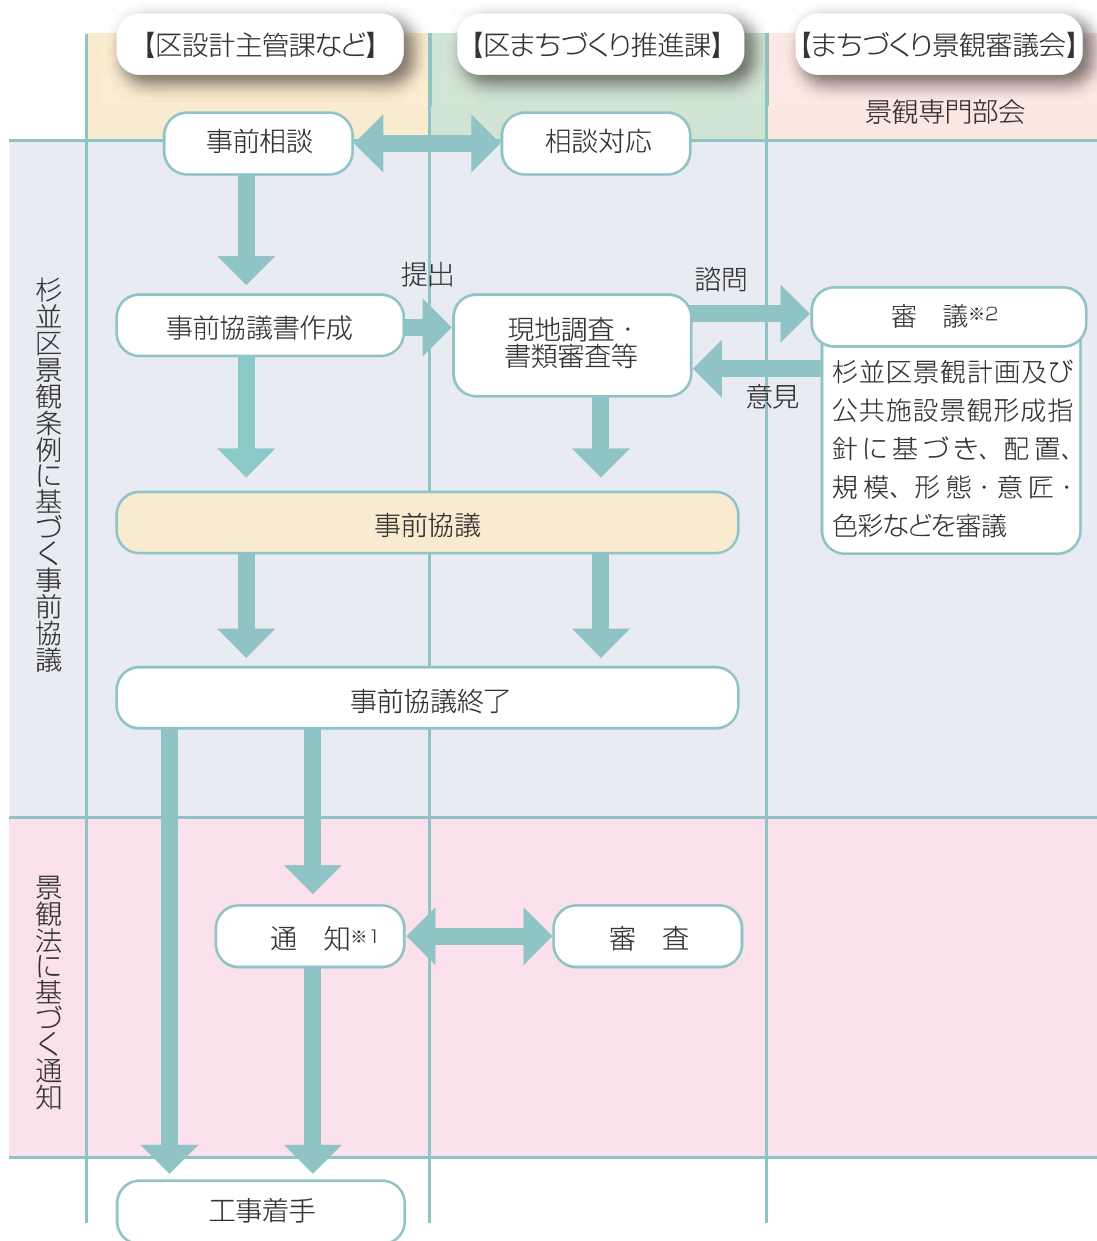 【区設計主管課など】
【区まちづくり推進課】
【まちづくり景観審議会】
景観専門部会
事前相談
相談対応
杉並区景観条例に基づく事前協議
提出
諮問
事前協議書作成
現地調査・
書類審査等
審　議※2
意見
杉並区景観計画及び
公共施設景観形成指
針に基づき、配置、
規模、形態・意匠・
色彩などを審議
事前協議
事前協議終了
景観法に基づく通知
通　知※1
審　査
工事着手